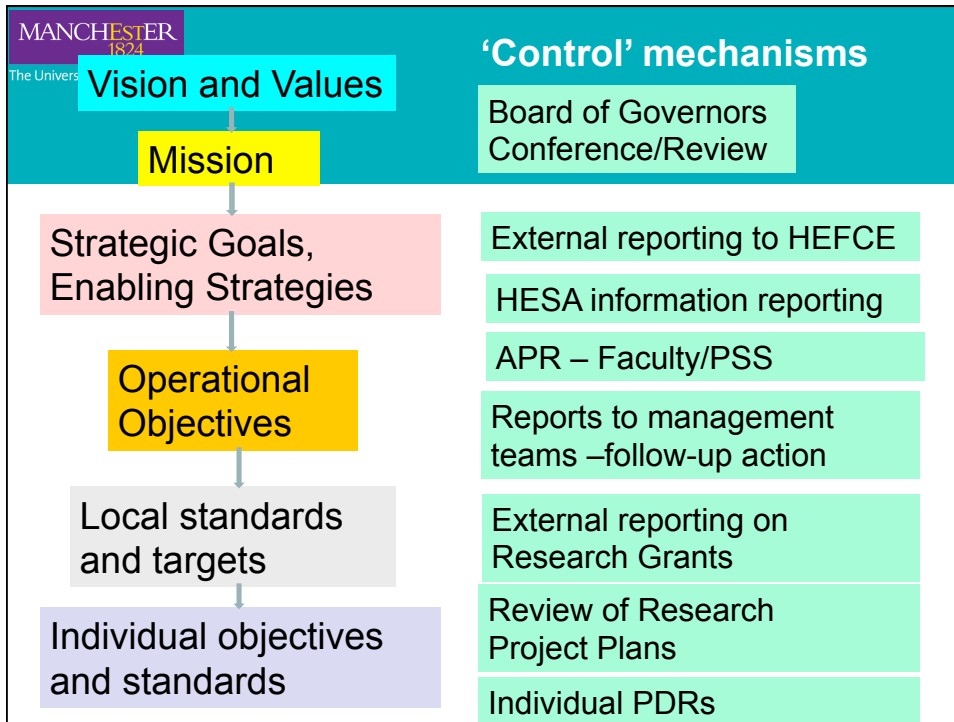 MANCHESTER
1824
The Univers
Vision and Values
Mission
Strategic Goals,
Enabling Strategies
Operational
Objectives
Local standards
and targets
Individual objectives
and standards
‘Control’ mechanisms
Board of Governors
Conference/Review
External reporting to HEFCE
HESA information reporting
APR – Faculty/PSS
Reports to management
teams –follow-up action
External reporting on
Research Grants
Review of Research
Project Plans
Individual PDRs